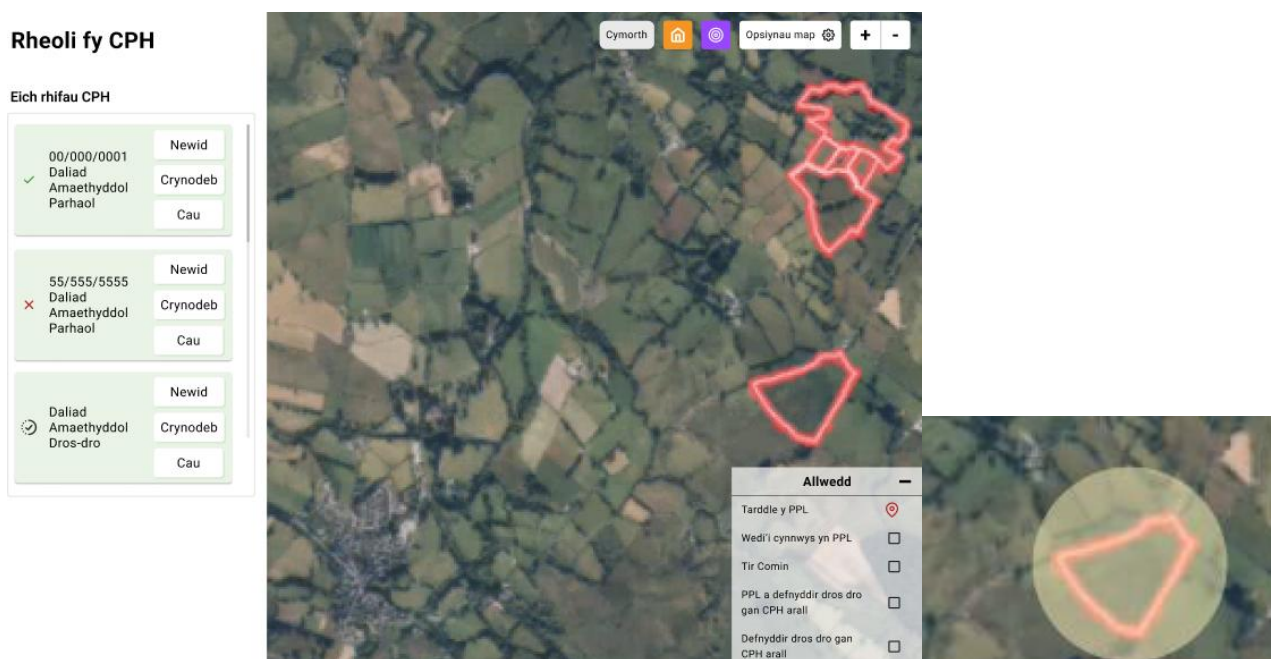 Rheoli fy CPH
Eich rhifau CPH
00/000/0001
Daliad
Amaethyddol
Parhaol
Newid
Crynodeb
Cau
55/555/5555
Daliad
Amaethyddol
Parhaol
Newid
Crynodeb
Cau
Daliad
Amaethyddol
Dros-dro
Newid
Crynodeb
Cau
Cymorth
Opsiynau map
+
-
Allwedd
Tarddle y PPL
Wedi'i cynnwys yn PPL
Tir Comin
PPL a defnyddir dros dro
gan CPH arall
Defnyddir dros dro gan
CPH arall